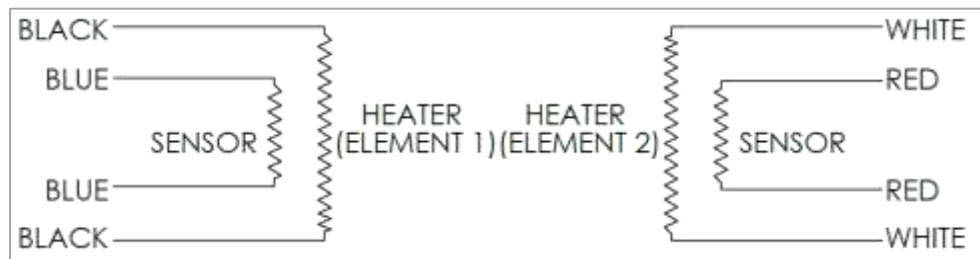 BLACK
WHITE
BLUE
RED
HEATER HEATER
SENSOR (ELEMENT 1) (ELEMENT 2) SENSOR
BLUE
RED
BLACK
WHITE